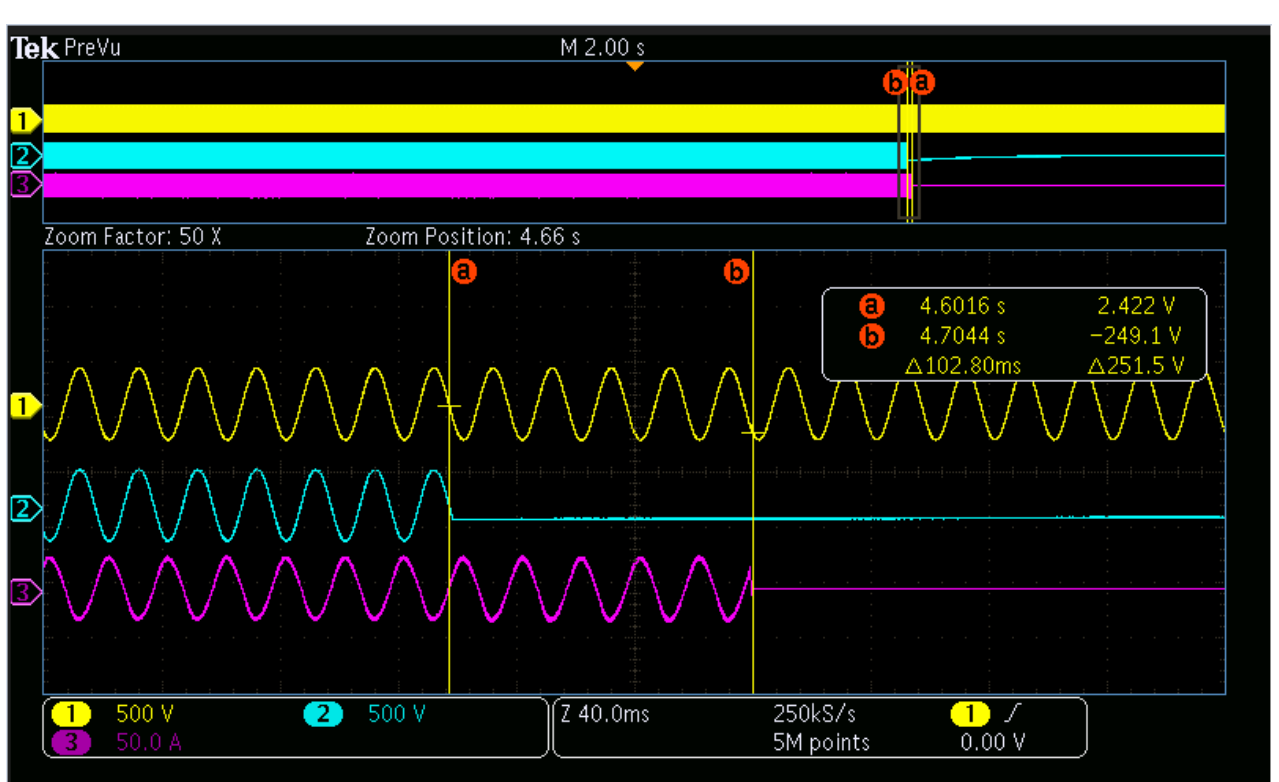 Tek PreVu M 2.00 s
b a
1
2
3
Zoom Factor: 50 X Zoom Position: 4.66 s
a b
a 4.6016 s 2.422 V
b 4.7044 s −249.1 V
△102.80ms △251.5 V
1
2
3
1 500 V 2 500 V Z 40.0ms 250kS/s 1 /
3 50.0 A 5M points 0.00 V